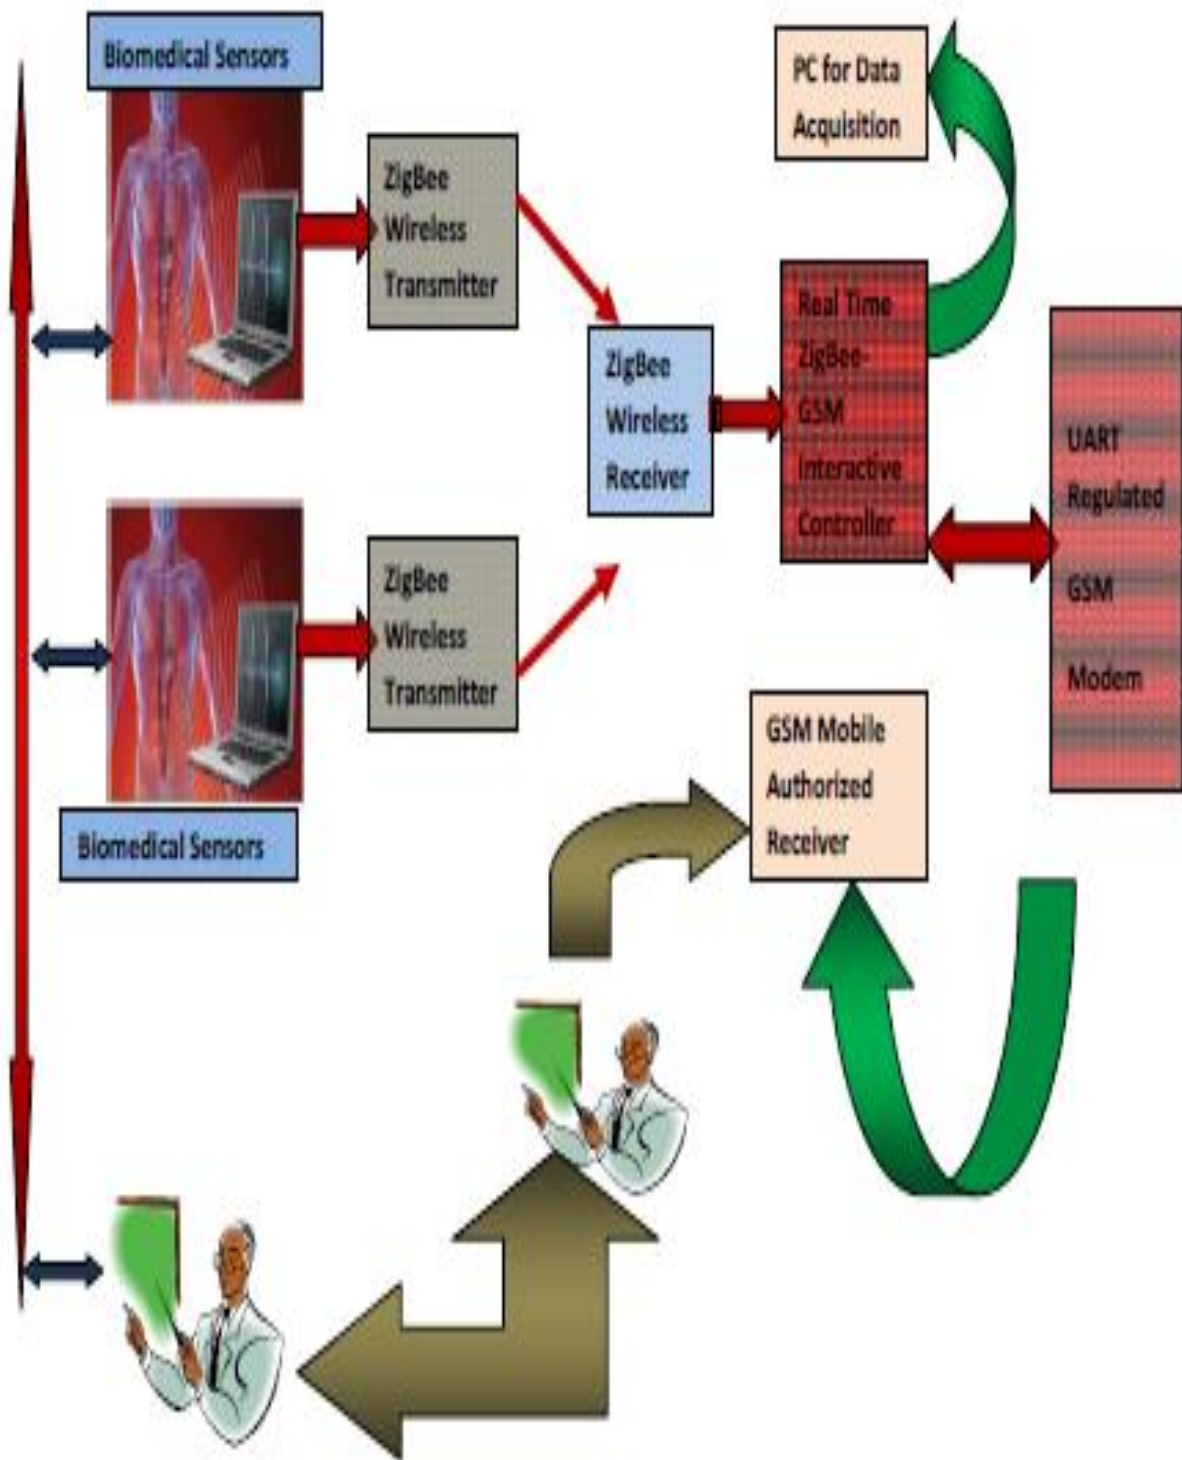 Biomedical Sensors
PC for Data
Acquisition
ZigBee
Wireless
Transmitter
ZigBee
Wireless
Receiver
Real Time
ZigBee-
GSM
Interactive
Controller
UART
Regulated
GSM
Modem
ZigBee
Wireless
Transmitter
Biomedical Sensors
GSM Mobile
Authorized
Receiver